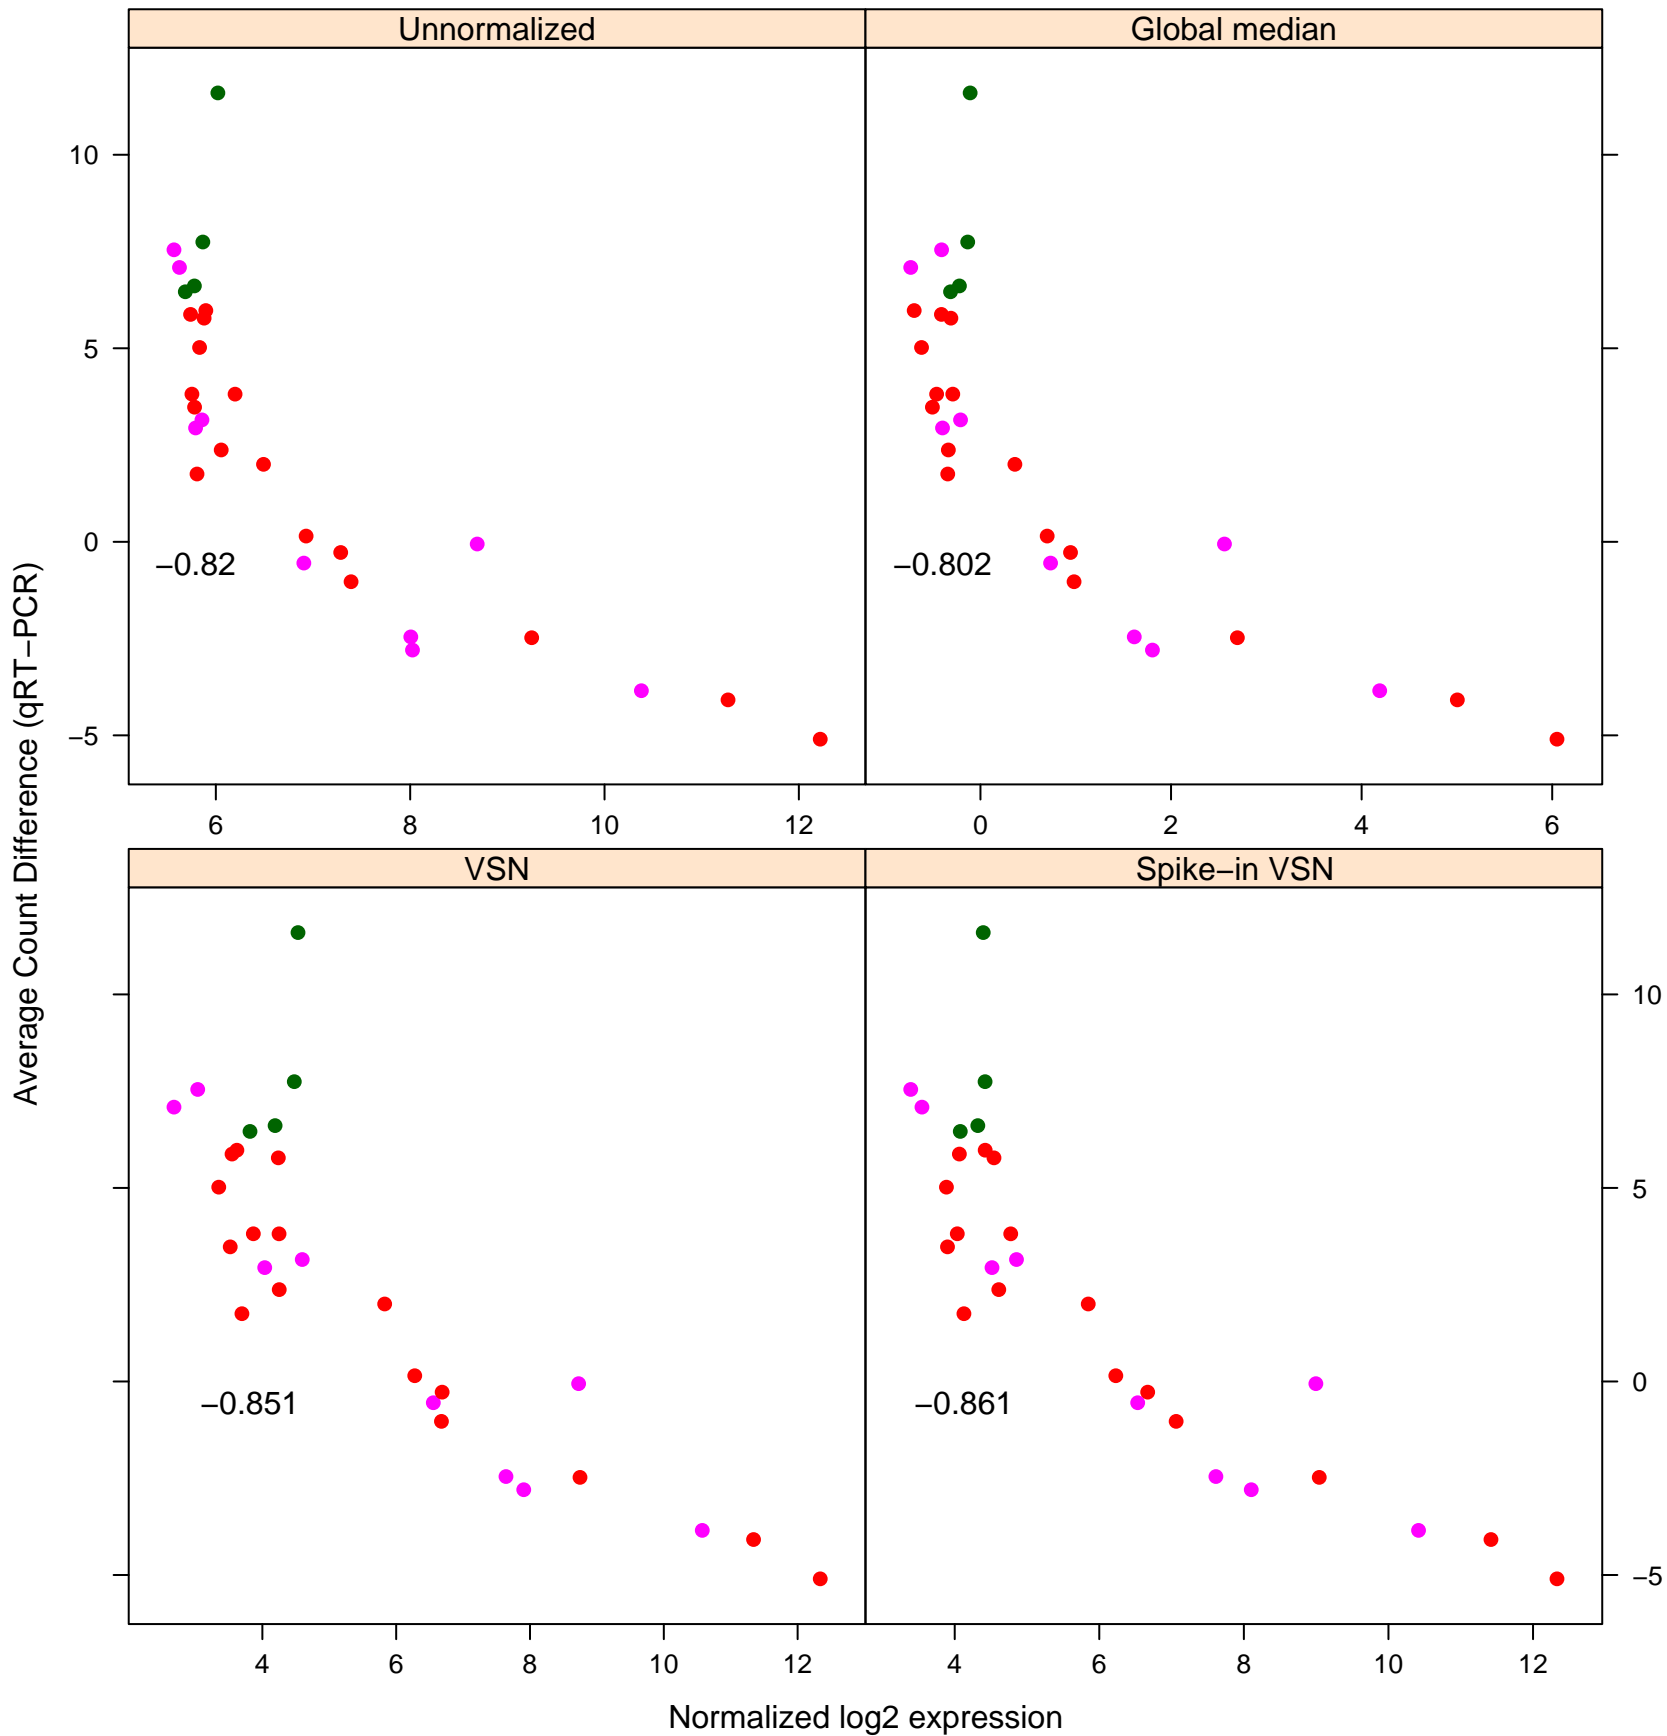 Unnormalized
Global median
10
5
0
−5
−0.82
−0.802
6 8 10 12
0 2 4 6
VSN
Spike−in VSN
10
5
0
−5
−0.851
−0.861
4 6 8 10 12
4 6 8 10 12
Average Count Difference (qRT−PCR)
Normalized log2 expression